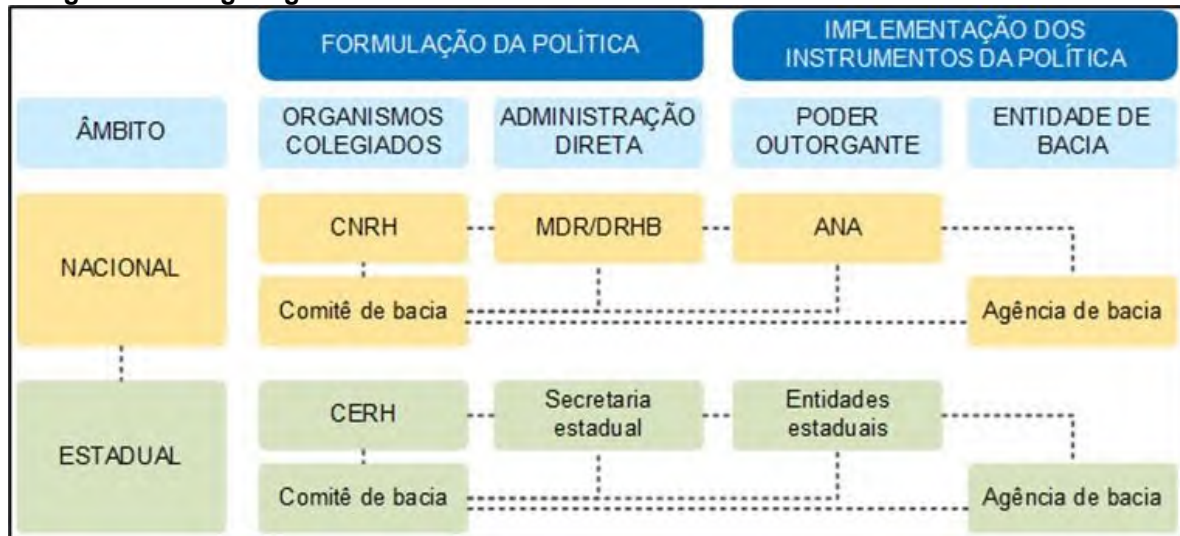 FORMULAÇÃO DA POLÍTICA
IMPLEMENTAÇÃO DOS
INSTRUMENTOS DA POLÍTICA
ÂMBITO
ORGANISMOS
COLEGIADOS
ADMINISTRAÇÃO
DIRETA
PODER
OUTORGANTE
ENTIDADE DE
BACIA
NACIONAL
CNRH
MDR/DRHB
ANA
Comitê de bacia
Agência de bacia
ESTADUAL
CERH
Secretaria
estadual
Entidades
estaduais
Comitê de bacia
Agência de bacia